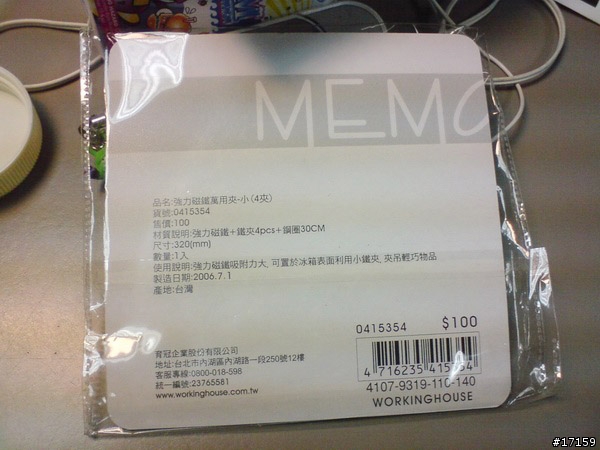 MEMO
品名:強力磁鐵萬用夾-小(4夾)
貨號:0415354
售價:100
材質說明:強力磁鐵+鐵夾4pcs+鋼圈30CM
尺寸:320(mm)
數量:1入
使用說明:強力磁鐵吸附力大, 可置於冰箱表面利用小鐵夾, 夾吊輕巧物品
製造日期:2006.7.1
產地:台灣
育冠企業股份有限公司
地址:台北市內湖區內湖路一段250號12樓
客服專線:0800-018-598
統一編號:23765581
www.workinghouse.com.tw
0415354 $100
4 716235 415354
4107-9319-110-140
WORKINGHOUSE
#17159